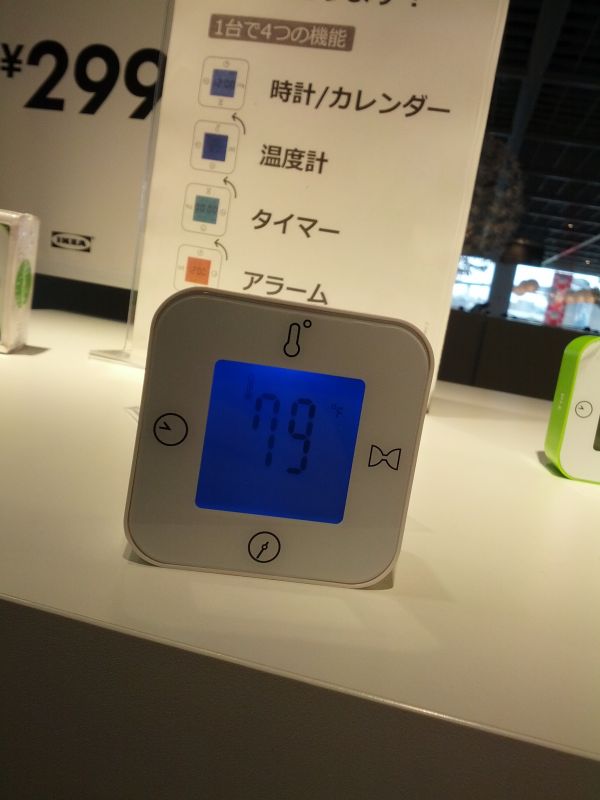 ¥299
IKEA
1台で4つの機能
時計/カレンダー
温度計
タイマー
アラーム
79 °F